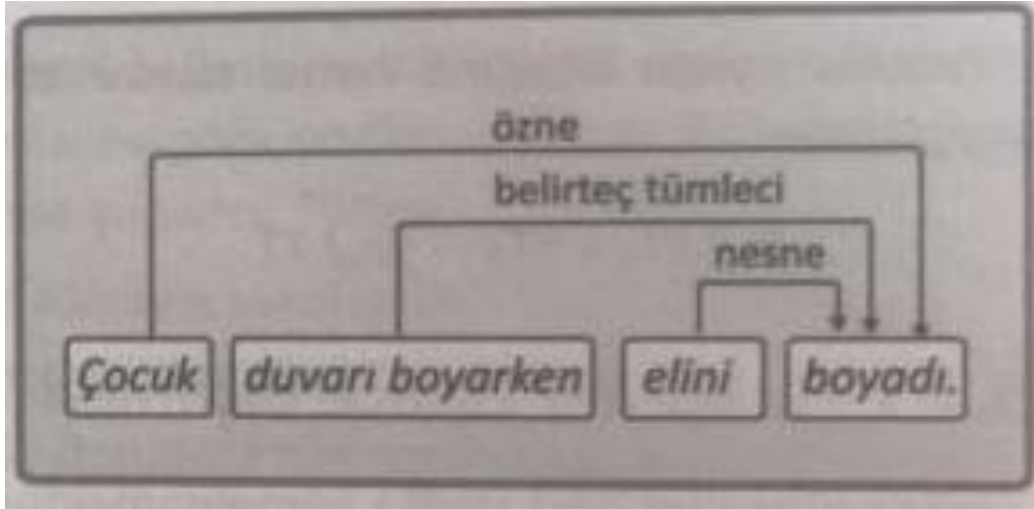 özne
belirteç tümleci
nesne
Çocuk duvarı boyarken elini boyadı.